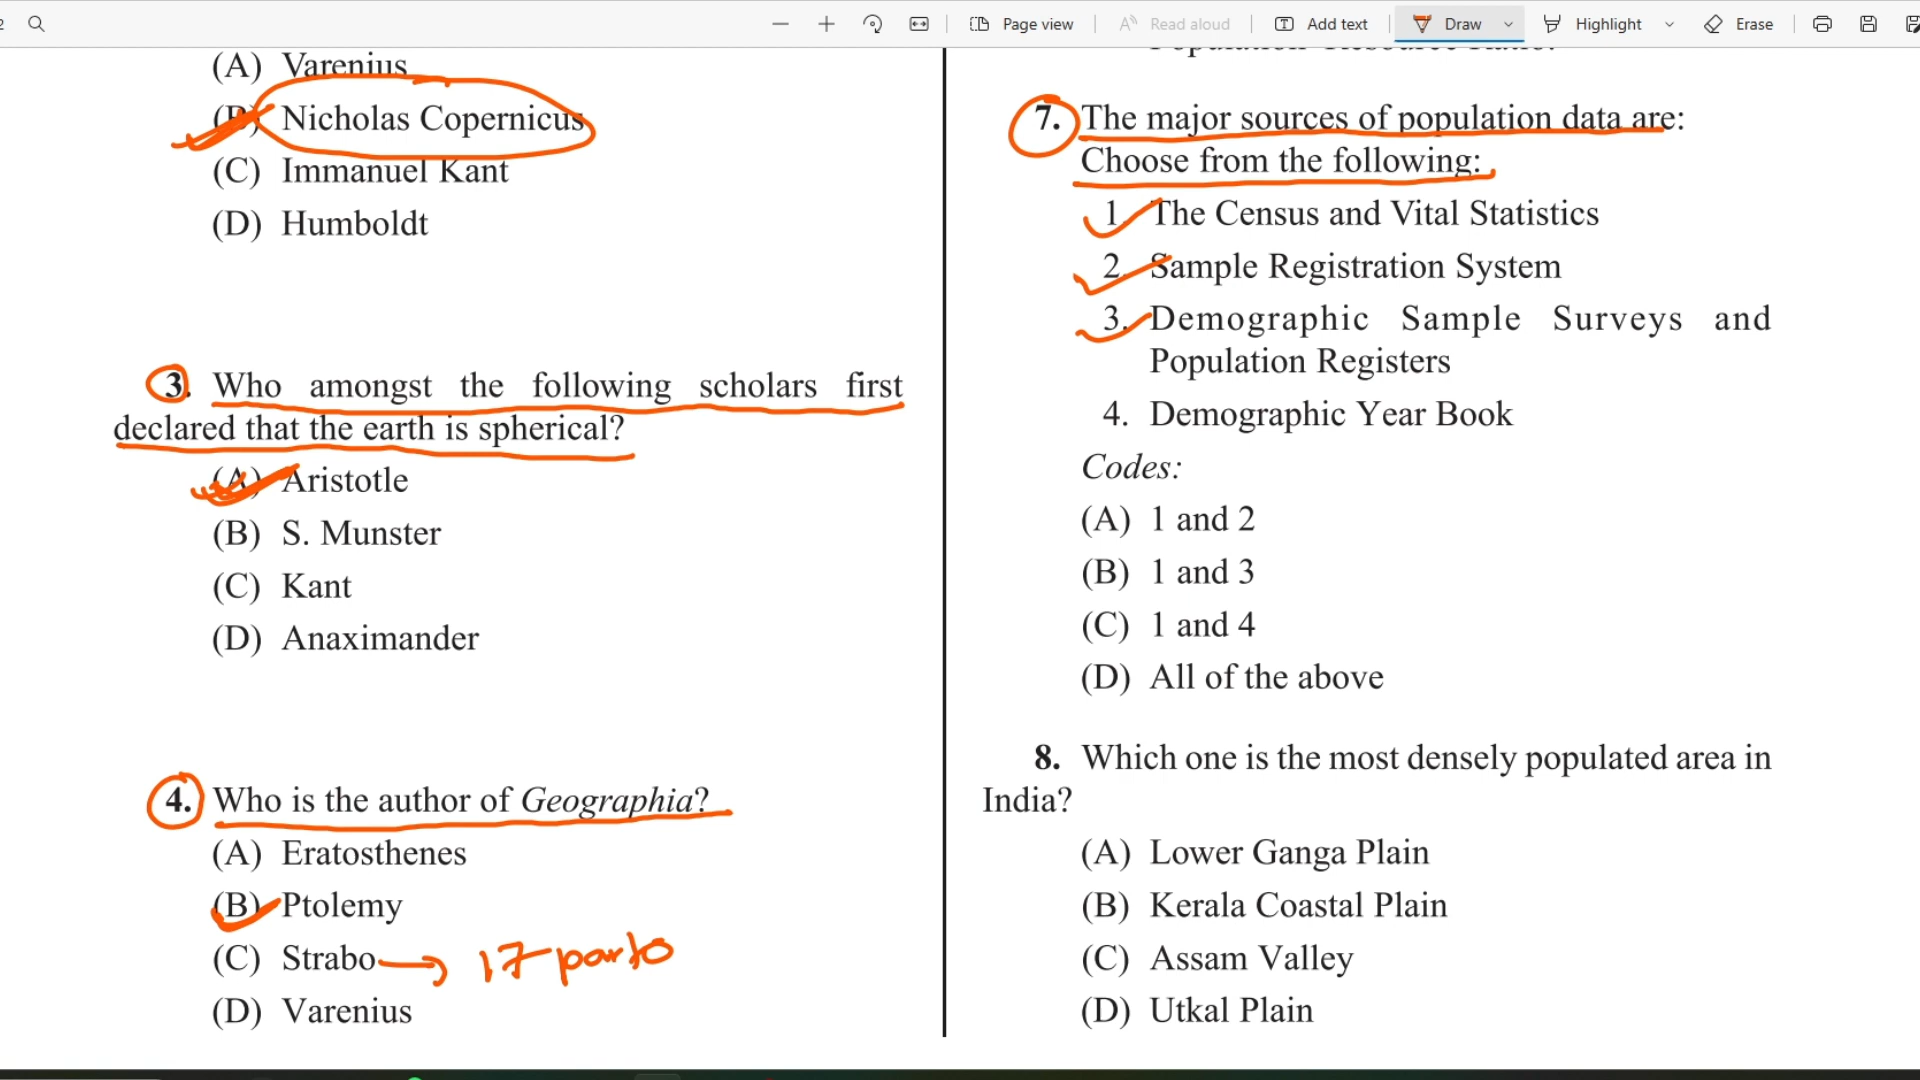 Page view
Read aloud
Add text
Draw
Highlight
Erase
(A) Varenius
(B) Nicholas Copernicus
(C) Immanuel Kant
(D) Humboldt
3. Who amongst the following scholars first
declared that the earth is spherical?
(A) Aristotle
(B) S. Munster
(C) Kant
(D) Anaximander
4. Who is the author of Geographia?
(A) Eratosthenes
(B) Ptolemy
(C) Strabo → 17 parts
(D) Varenius
7. The major sources of population data are:
Choose from the following:
1. The Census and Vital Statistics
2. Sample Registration System
3. Demographic Sample Surveys and
Population Registers
4. Demographic Year Book
Codes:
(A) 1 and 2
(B) 1 and 3
(C) 1 and 4
(D) All of the above
8. Which one is the most densely populated area in
India?
(A) Lower Ganga Plain
(B) Kerala Coastal Plain
(C) Assam Valley
(D) Utkal Plain